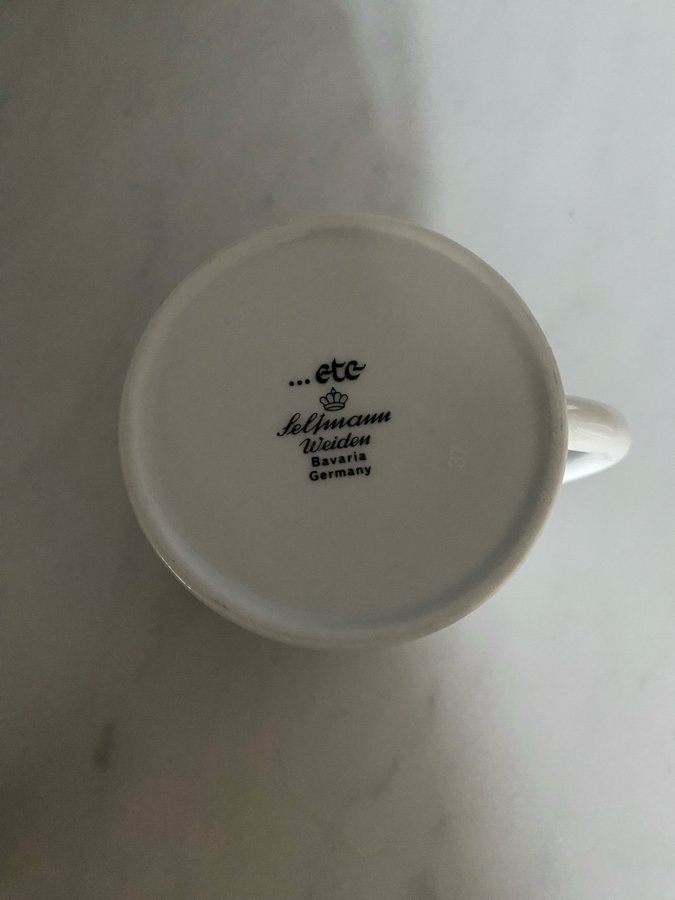 ...etc
Seltmann
Weiden
Bavaria
Germany
37